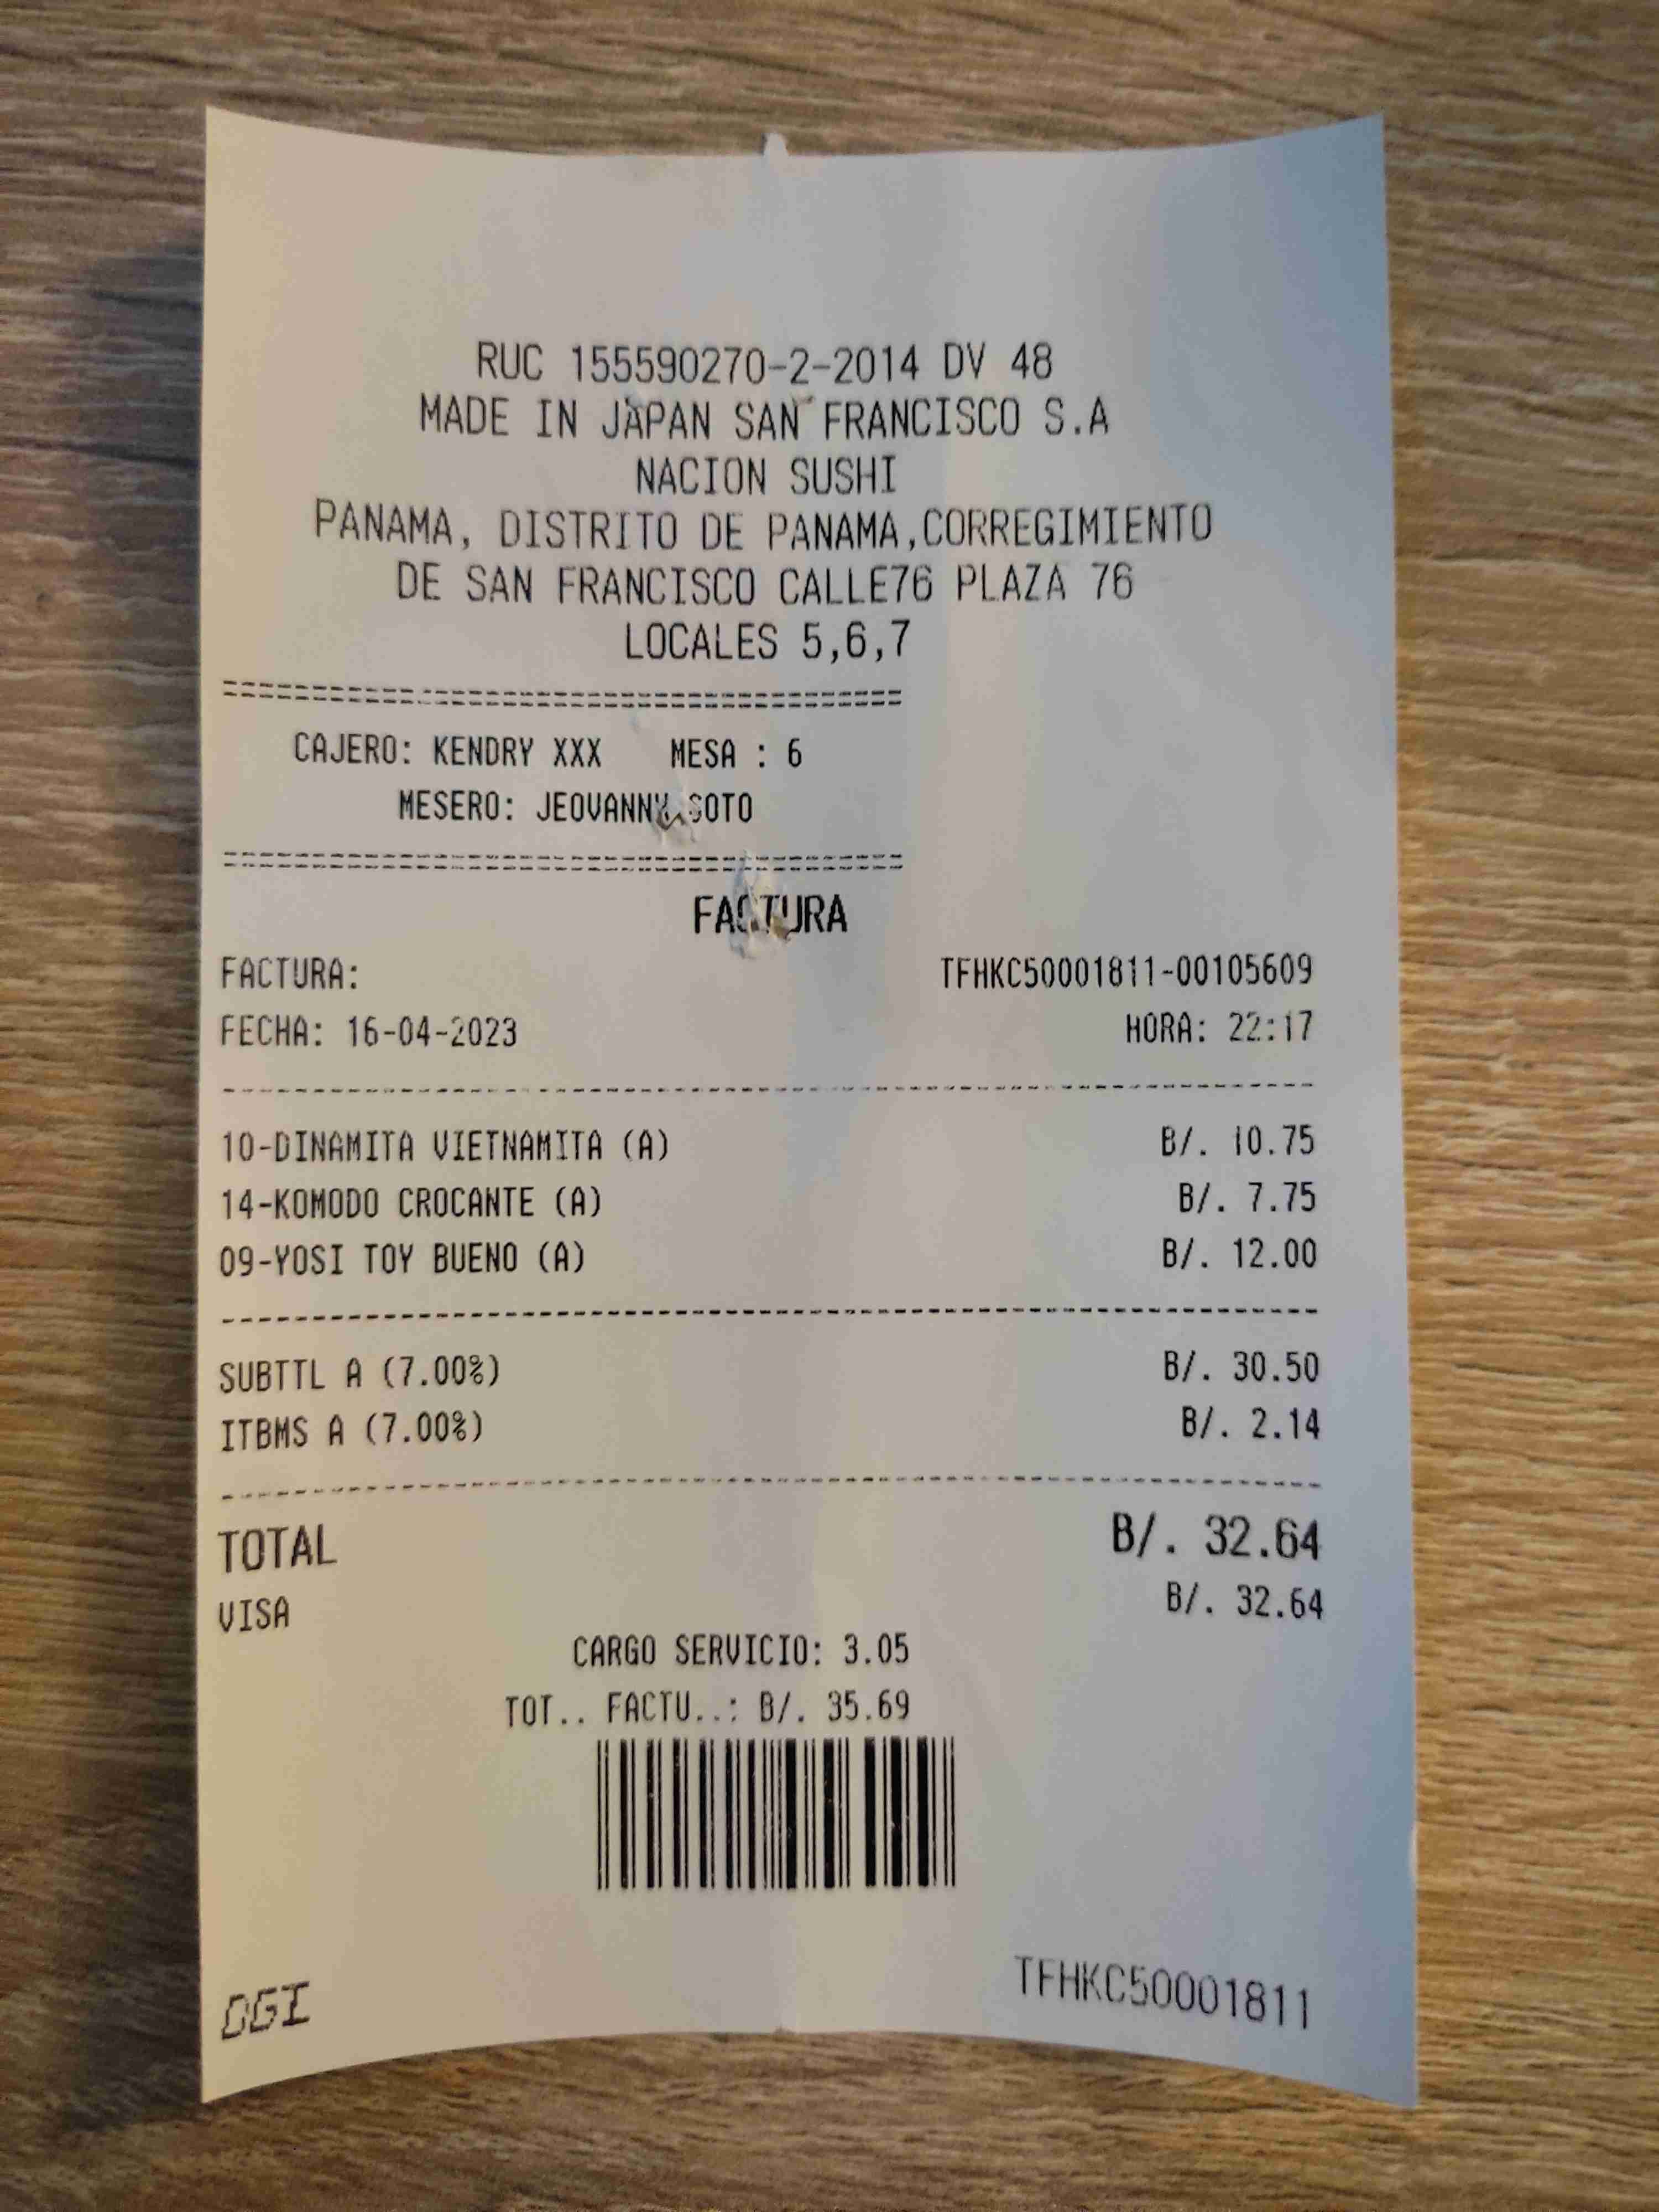 RUC 155590270-2-2014 DV 48
MADE IN JAPAN SAN FRANCISCO S.A
NACION SUSHI
PANAMA, DISTRITO DE PANAMA,CORREGIMIENTO
DE SAN FRANCISCO CALLE76 PLAZA 76
LOCALES 5,6,7
CAJERO: KENDRY XXX MESA : 6
MESERO: JEOVANNY SOTO
FACTURA
FACTURA: TFHKC50001811-00105609
FECHA: 16-04-2023 HORA: 22:17
10-DINAMITA VIETNAMITA (A) B/. 10.75
14-KOMODO CROCANTE (A) B/. 7.75
09-YOSI TOY BUENO (A) B/. 12.00
SUBTTL A (7.00%) B/. 30.50
ITBMS A (7.00%) B/. 2.14
TOTAL B/. 32.64
VISA B/. 32.64
CARGO SERVICIO: 3.05
TOT.. FACTU..: B/. 35.69
DGI TFHKC50001811